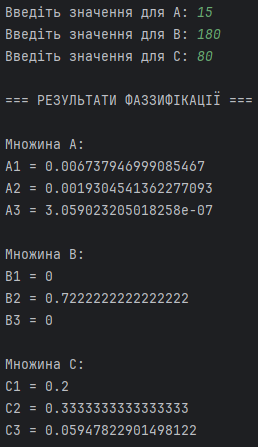 Введіть значення для A: 15
Введіть значення для B: 180
Введіть значення для C: 80
=== РЕЗУЛЬТАТИ ФАЗЗИФІКАЦІЇ ===
Множина A:
A1 = 0.006737946999085467
A2 = 0.0019304541362277093
A3 = 3.059023205018258e-07
Множина B:
B1 = 0
B2 = 0.7222222222222222
B3 = 0
Множина C:
C1 = 0.2
C2 = 0.3333333333333333
C3 = 0.05947822901498122